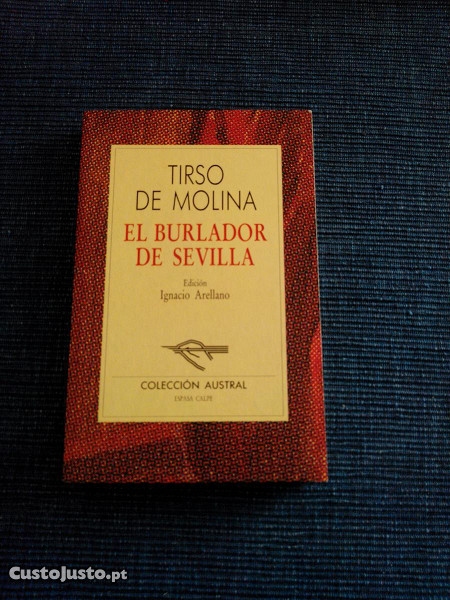 TIRSO
DE MOLINA
EL BURLADOR
DE SEVILLA
Edición
Ignacio Arellano
COLECCIÓN AUSTRAL
ESPASA CALPE
CustoJusto.pt